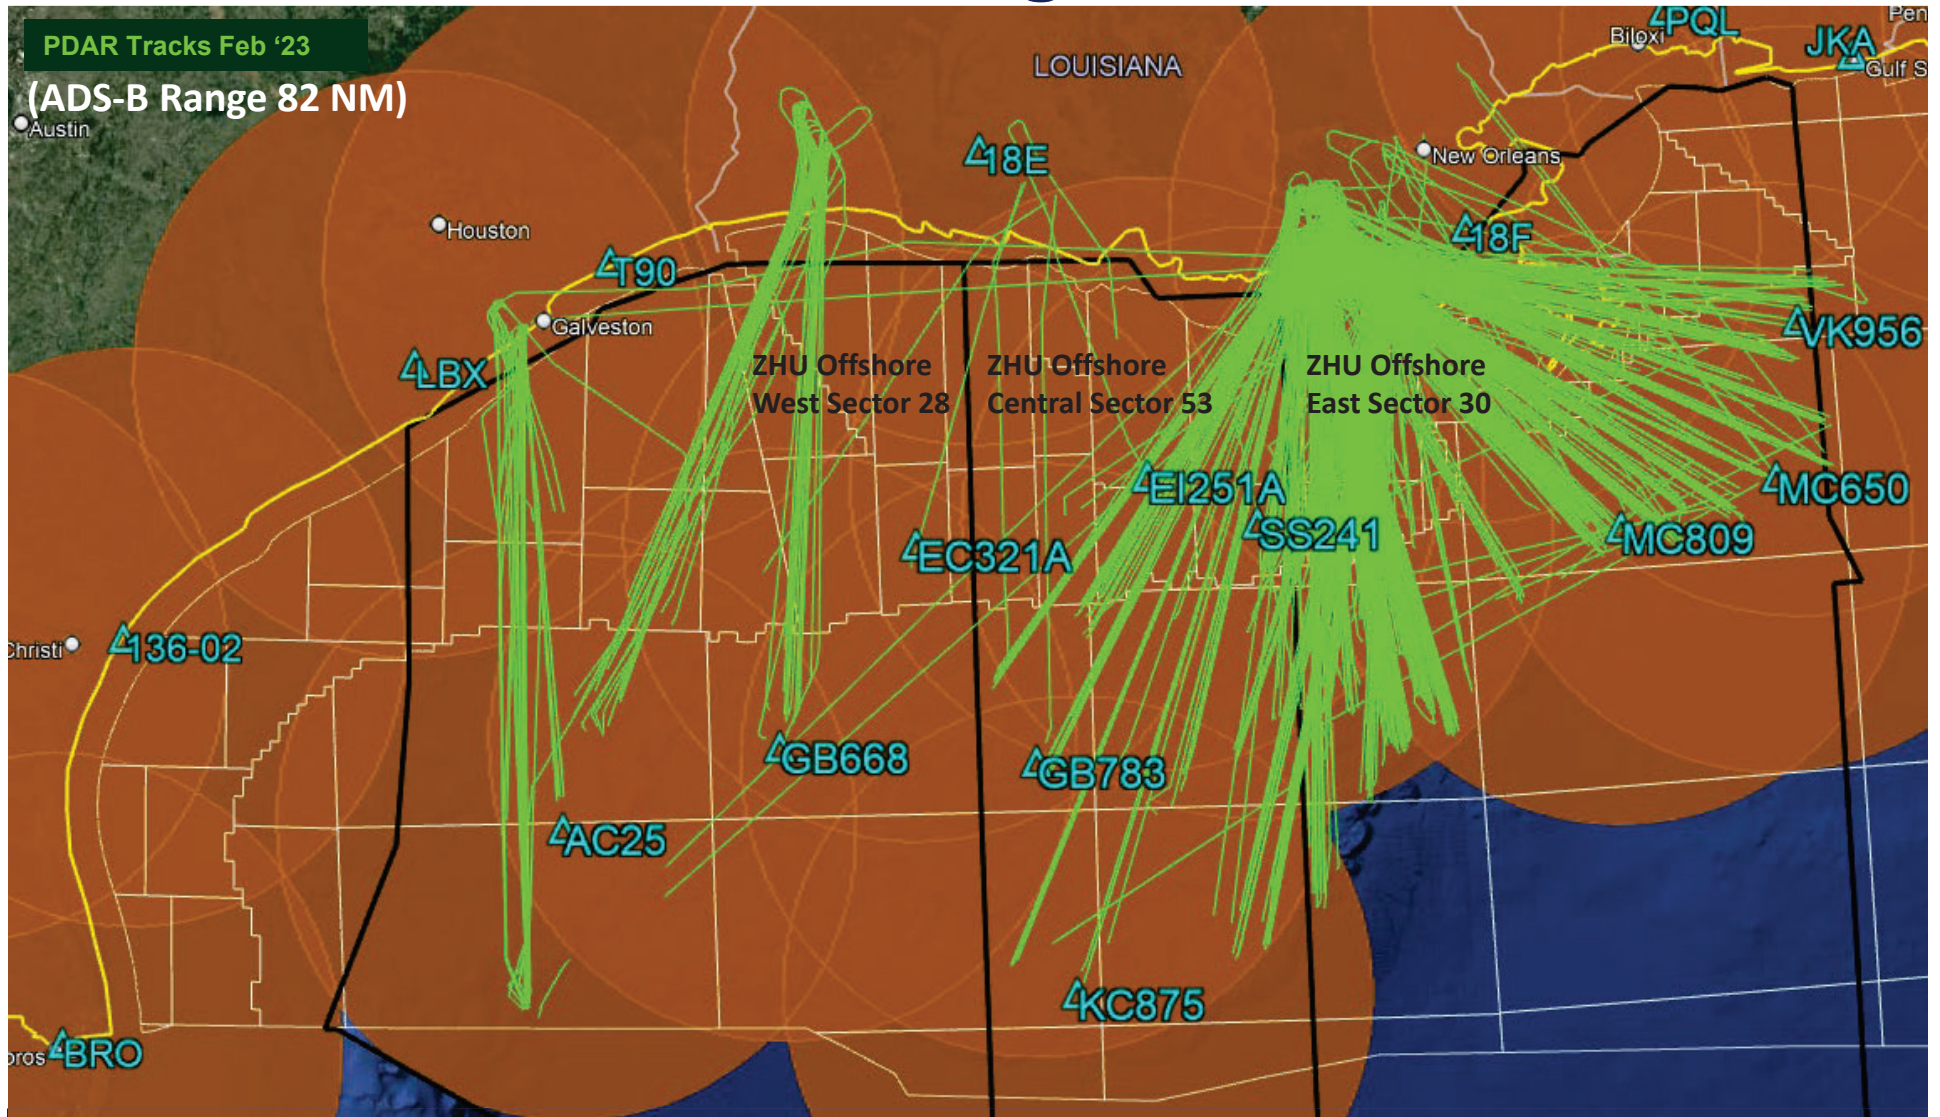 PDAR Tracks Feb ‘23
(ADS-B Range 82 NM)
Austin
LOUISIANA
Biloxi
PQL
Pen
JKA
Gulf S
18E
New Orleans
Houston
18F
T90
Galveston
LBX
VK956
ZHU Offshore
West Sector 28
ZHU Offshore
Central Sector 53
ZHU Offshore
East Sector 30
EI251A
MC650
SS241
MC809
EC321A
Christi
136-02
GB668
GB783
AC25
KC875
oros
BRO